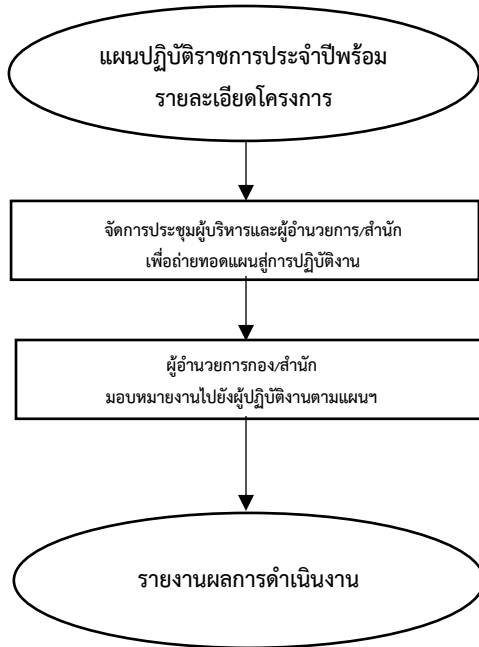 แผนปฏิบัติราชการประจำปีพร้อม
รายละเอียดโครงการ
จัดการประชุมผู้บริหารและผู้อำนวยการ/สำนัก
เพื่อถ่ายทอดแผนสู่การปฏิบัติงาน
ผู้อำนวยการกอง/สำนัก
มอบหมายงานไปยังผู้ปฏิบัติงานตามแผนฯ
รายงานผลการดำเนินงาน